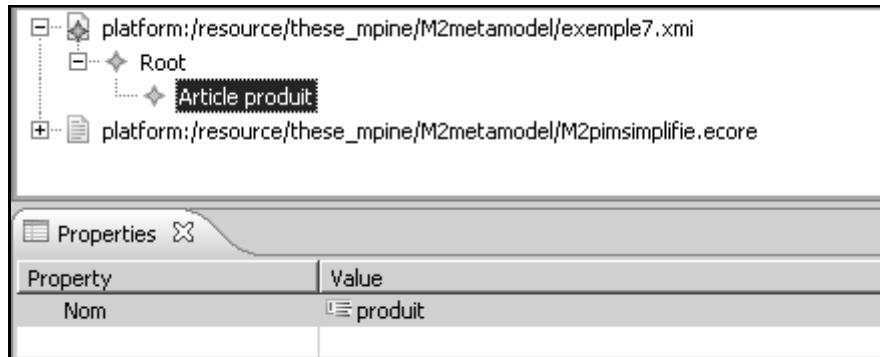 platform:/resource/these_mpine/M2metamodel/exemple7.xmi
Root
Article produit
platform:/resource/these_mpine/M2metamodel/M2pimsimplifie.ecore
Properties
Property Value
Nom produit